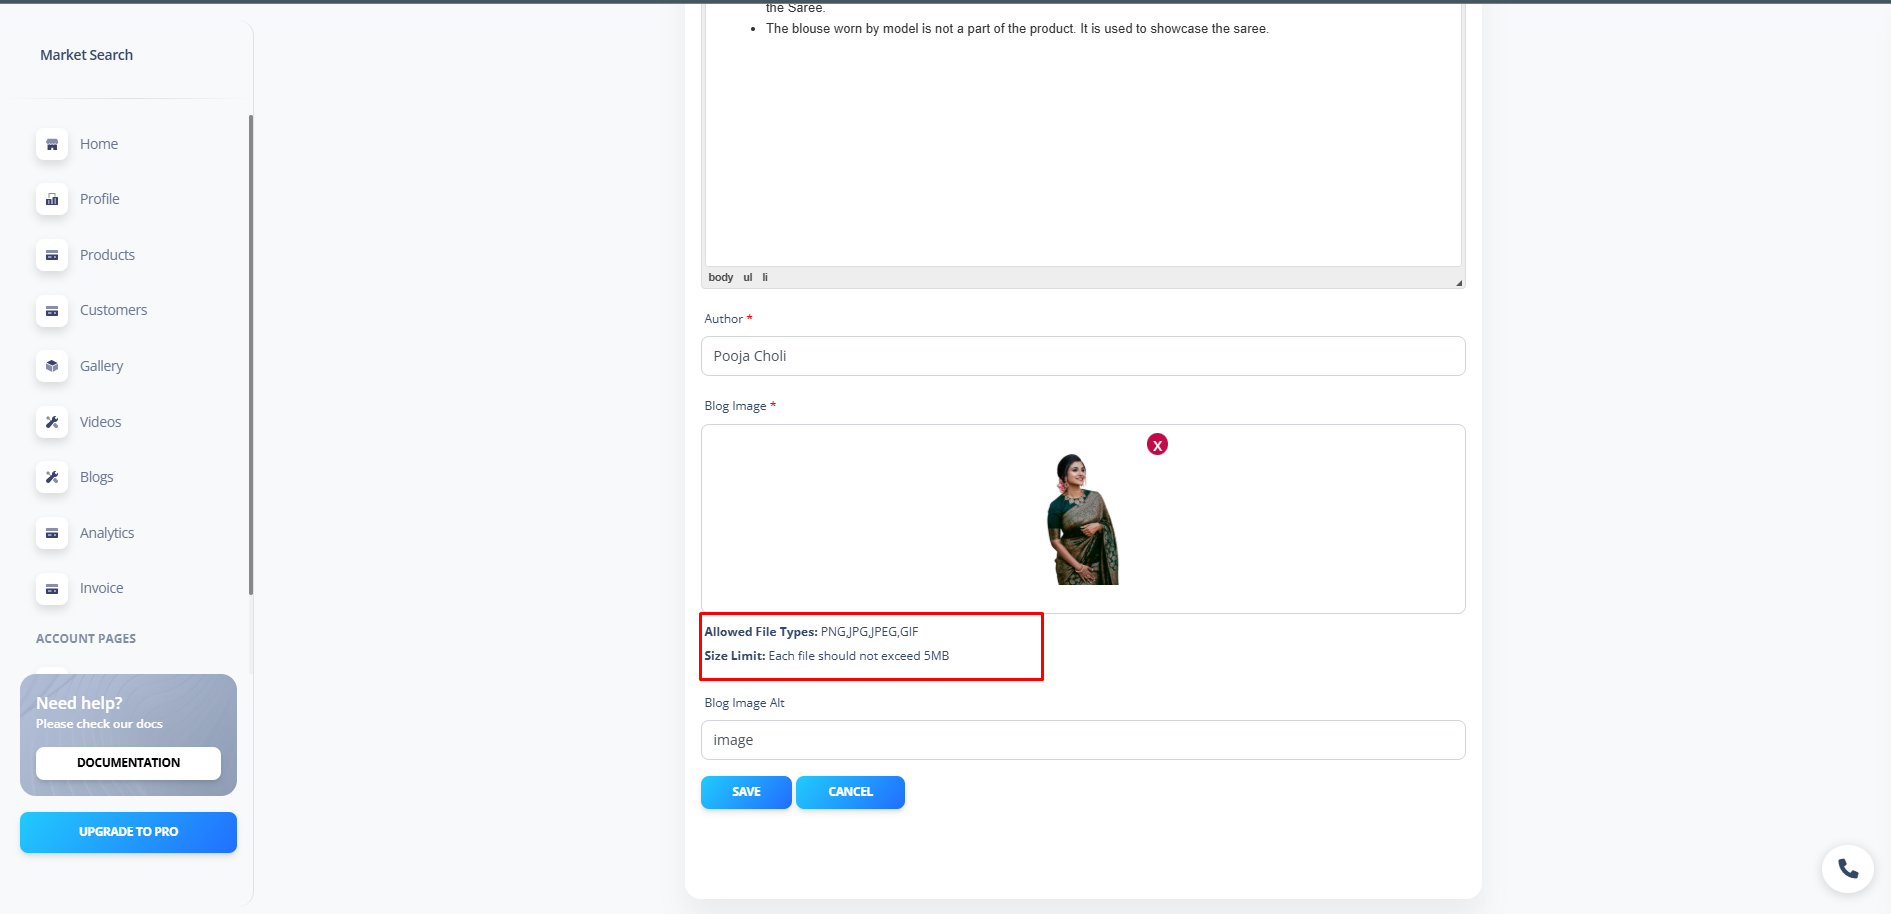 Market Search
Home
Profile
Products
Customers
Gallery
Videos
Blogs
Analytics
Invoice
ACCOUNT PAGES
Need help?
Please check our docs
DOCUMENTATION
UPGRADE TO PRO
the Saree.
The blouse worn by model is not a part of the product. It is used to showcase the saree.
body ul li
Author *
Pooja Choli
Blog Image *
X
Allowed File Types: PNG,JPG,JPEG,GIF
Size Limit: Each file should not exceed 5MB
Blog Image Alt
image
SAVE CANCEL